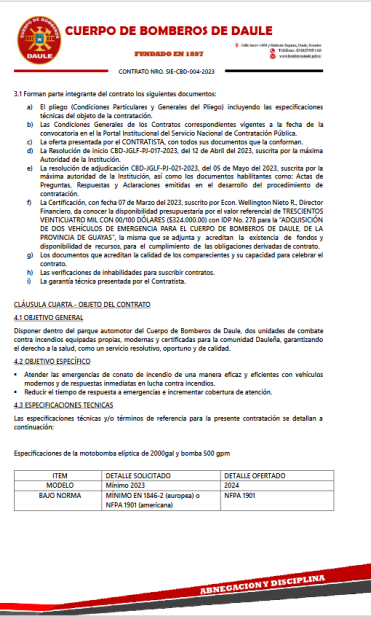 CUERPO DE BOMBEROS DE DAULE
FUNDADO EN 1897
DAULE
CONTRATO NRO. SIE-CBD-004-2023
3.1 Forman parte integrante del contrato los siguientes documentos:
a) El pliego (Condiciones Particulares y Generales del Pliego) incluyendo las especificaciones
técnicas del objeto de la contratación.
b) Las Condiciones Generales de los Contratos correspondientes vigentes a la fecha de la
convocatoria en el la Portal Institucional del Servicio Nacional de Contratación Pública.
c) La oferta presentada por el CONTRATISTA, con todos sus documentos que la conforman.
d) La Resolución de inicio CBD-JGLF-PJ-017-2023, del 12 de Abril del 2023, suscrita por la máxima
Autoridad de la Institución.
e) La resolución de adjudicación CBD-JGLF-PJ-021-2023, del 05 de Mayo del 2023, suscrita por la
máxima autoridad de la Institución, así como los documentos habilitantes como: Actas de
Preguntas, Respuestas y Aclaraciones emitidas en el desarrollo del procedimiento de
contratación.
f) La Certificación, con fecha 07 de Marzo del 2023, suscrito por Econ. Wellington Nieto R., Director
Financiero, da conocer la disponibilidad presupuestaria por el valor referencial de TRESCIENTOS
VEINTICUATRO MIL CON 00/100 DÓLARES ($324.000.00) con IDP No. 278 para la "ADQUISICIÓN
DE DOS VEHÍCULOS DE EMERGENCIA PARA EL CUERPO DE BOMBEROS DE DAULE, DE LA
PROVINCIA DE GUAYAS", la misma que se adjunta y acreditan la existencia de fondos y
disponibilidad de recursos, para el cumplimiento de las obligaciones derivadas de contrato.
g) Los documentos que acreditan la calidad de los comparecientes y su capacidad para celebrar el
contrato.
h) Las verificaciones de inhabilidades para suscribir contratos.
i) La garantía técnica presentada por el Contratista.
CLÁUSULA CUARTA.- OBJETO DEL CONTRATO
4.1 OBJETIVO GENERAL
Disponer dentro del parque automotor del Cuerpo de Bomberos de Daule, dos unidades de combate
contra incendios equipadas propias, modernas y certificadas para la comunidad Dauleña, garantizando
el derecho a la salud, como un servicio resolutivo, oportuno y de calidad.
4.2 OBJETIVO ESPECÍFICO
• Atender las emergencias de conato de incendio de una manera eficaz y eficientes con vehículos
modernos y de respuestas inmediatas en lucha contra incendios.
• Reducir el tiempo de respuesta a emergencias e incrementar cobertura de atención.
4.3 ESPECIFICACIONES TECNICAS
Las especificaciones técnicas y/o términos de referencia para la presente contratación se detallan a
continuación:
Especificaciones de la motobomba elíptica de 2000gal y bomba 500 gpm
ITEM DETALLE SOLICITADO DETALLE OFERTADO
MODELO Mínimo 2023 2024
BAJO NORMA MÍNIMO EN 1846-2 (europea) o NFPA 1901
NFPA 1901 (americana)
ABNEGACION Y DISCIPLINA